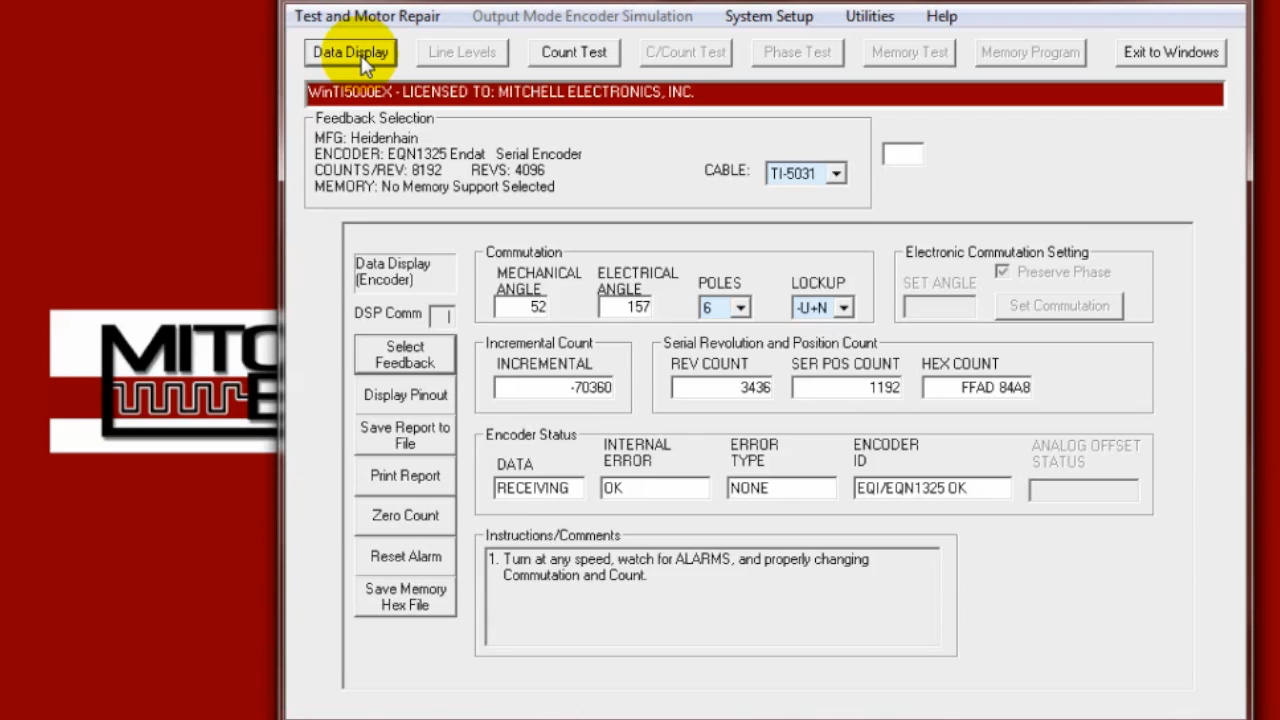 Test and Motor Repair Output Mode Encoder Simulation System Setup Utilities Help
Data Display Line Levels Count Test C/Count Test Phase Test Memory Test Memory Program Exit to Windows
WinTI5000EX - LICENSED TO: MITCHELL ELECTRONICS, INC.
Feedback Selection
MFG: Heidenhain
ENCODER: EQN1325 Endat Serial Encoder
COUNTS/REV: 8192 REVS: 4096
MEMORY: No Memory Support Selected
CABLE: TI-5031
Data Display
(Encoder)
DSP Comm |
Select
Feedback
Display Pinout
Save Report to
File
Print Report
Zero Count
Reset Alarm
Save Memory
Hex File
Commutation
MECHANICAL
ANGLE
52
ELECTRICAL
ANGLE
157
POLES
6
LOCKUP
-U+N
Electronic Commutation Setting
SET ANGLE
Preserve Phase
Set Commutation
Incremental Count
INCREMENTAL
-70360
Serial Revolution and Position Count
REV COUNT SER POS COUNT HEX COUNT
3436 1192 FFAD 84A8
Encoder Status
DATA
RECEIVING
INTERNAL
ERROR
OK
ERROR
TYPE
NONE
ENCODER
ID
EQI/EQN1325 OK
ANALOG OFFSET
STATUS
Instructions/Comments
1. Turn at any speed, watch for ALARMS, and properly changing
Commutation and Count.
MITC
E